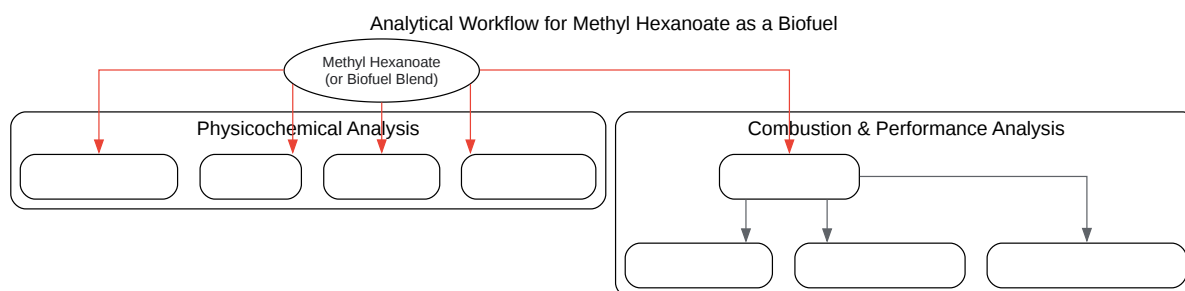 Analytical Workflow for Methyl Hexanoate as a Biofuel
Methyl Hexanoate
(or Biofuel Blend)
Physicochemical Analysis
Combustion & Performance Analysis